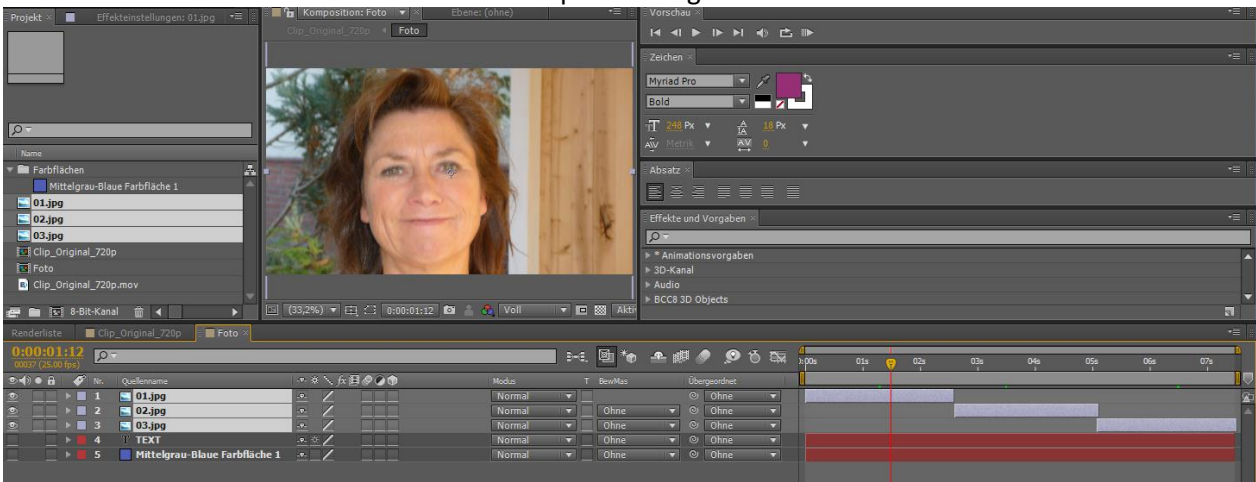 Projekt
Effekteinstellungen: 01.jpg
Komposition: Foto
Ebene: (ohne)
Vorschau
Clip_Original_720p
Foto
Zeichen
Myriad Pro
Bold
248 Px
18 Px
Metrik
0
Name
Farbflächen
Mittelgrau-Blaue Farbfläche 1
01.jpg
02.jpg
03.jpg
Clip_Original_720p
Foto
Clip_Original_720p.mov
8-Bit-Kanal
(33,2%)
0:00:01:12
Voll
Akti
Absatz
Effekte und Vorgaben
* Animationsvorgaben
3D-Kanal
Audio
BCC8 3D Objects
Renderliste
Clip_Original_720p
Foto
0:00:01:12
00037 (25.00 fps)
):00s 01s 02s 03s 04s 05s 06s 07s
Nr. Quellenname Modus T BewMas Übergeordnet
1 01.jpg Normal Ohne
2 02.jpg Normal Ohne Ohne
3 03.jpg Normal Ohne Ohne
4 T TEXT Normal Ohne Ohne
5 Mittelgrau-Blaue Farbfläche 1 Normal Ohne Ohne